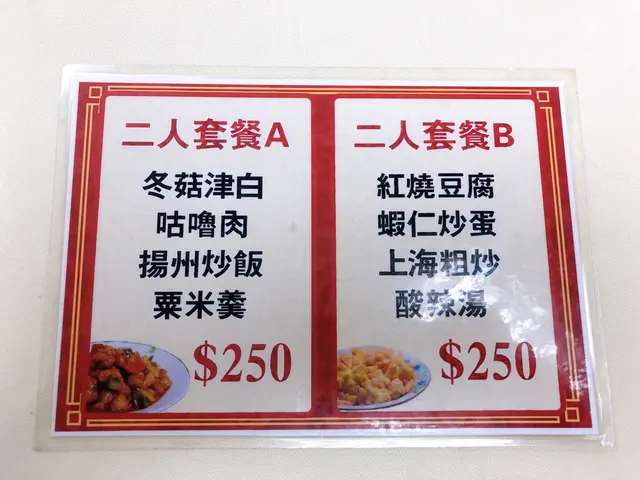 二人套餐A
冬菇津白
咕嚕肉
揚州炒飯
粟米羹
$250
二人套餐B
紅燒豆腐
蝦仁炒蛋
上海粗炒
酸辣湯
$250